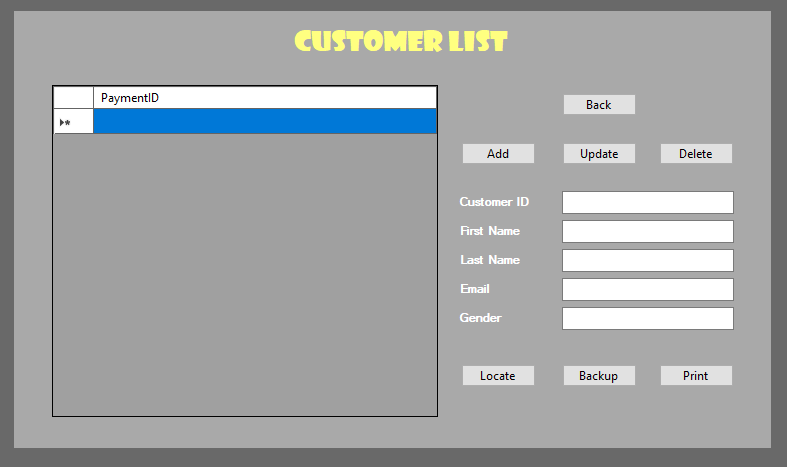 CUSTOMER LIST
PaymentID
Back
Add Update Delete
Customer ID
First Name
Last Name
Email
Gender
Locate Backup Print